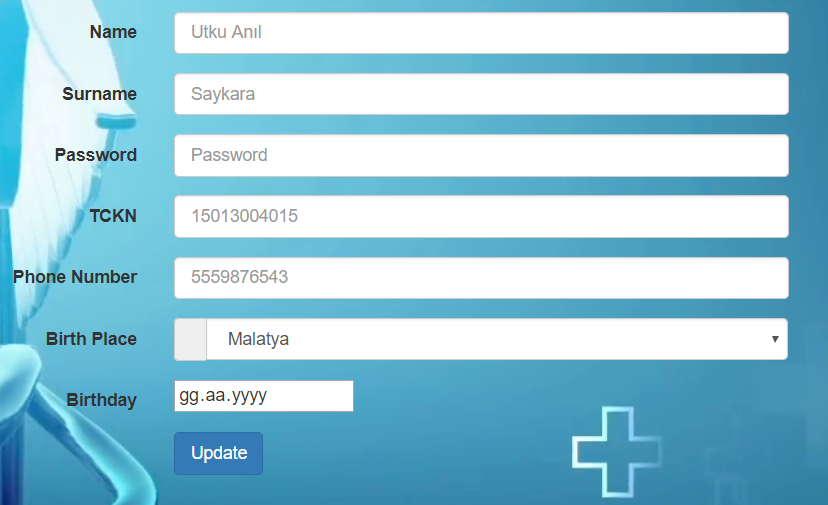 Name Utku Anıl
Surname Saykara
Password Password
TCKN 15013004015
Phone Number 5559876543
Birth Place Malatya
Birthday gg.aa.yyyy
Update